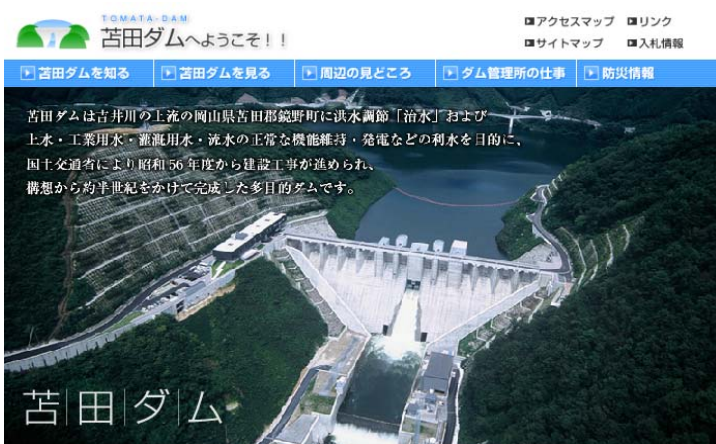 TOMATA-DAM
苫田ダムへようこそ！！
アクセスマップ リンク
サイトマップ 入札情報
苫田ダムを知る 苫田ダムを見る 周辺の見どころ ダム管理所の仕事 防災情報
苫田ダムは吉井川の上流の岡山県苫田郡鏡野町に洪水調節「治水」および
上水・工業用水・灌漑用水・流水の正常な機能維持・発電などの利水を目的に、
国土交通省により昭和56年度から建設工事が進められ、
構想から約半世紀をかけて完成した多目的ダムです。
苫田ダム